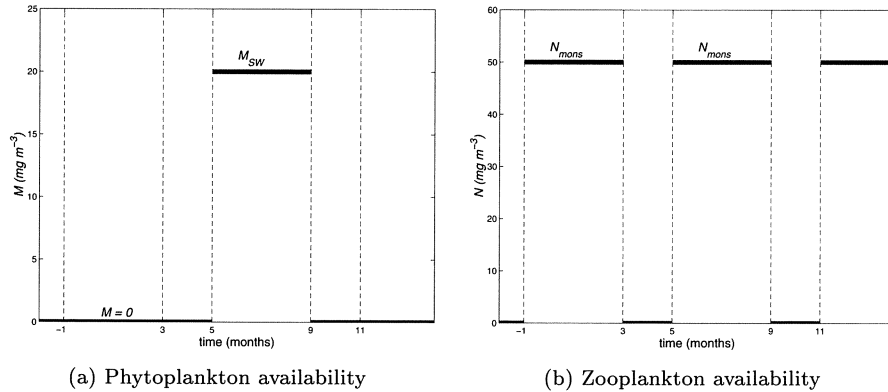 25
20
15
10
5
0
M (mg m⁻³)
M_SW
M = 0
−1
3
5
9
11
time (months)
(a) Phytoplankton availability
60
50
40
30
20
10
0
N (mg m⁻³)
N_mons
N_mons
−1
3
5
9
11
time (months)
(b) Zooplankton availability